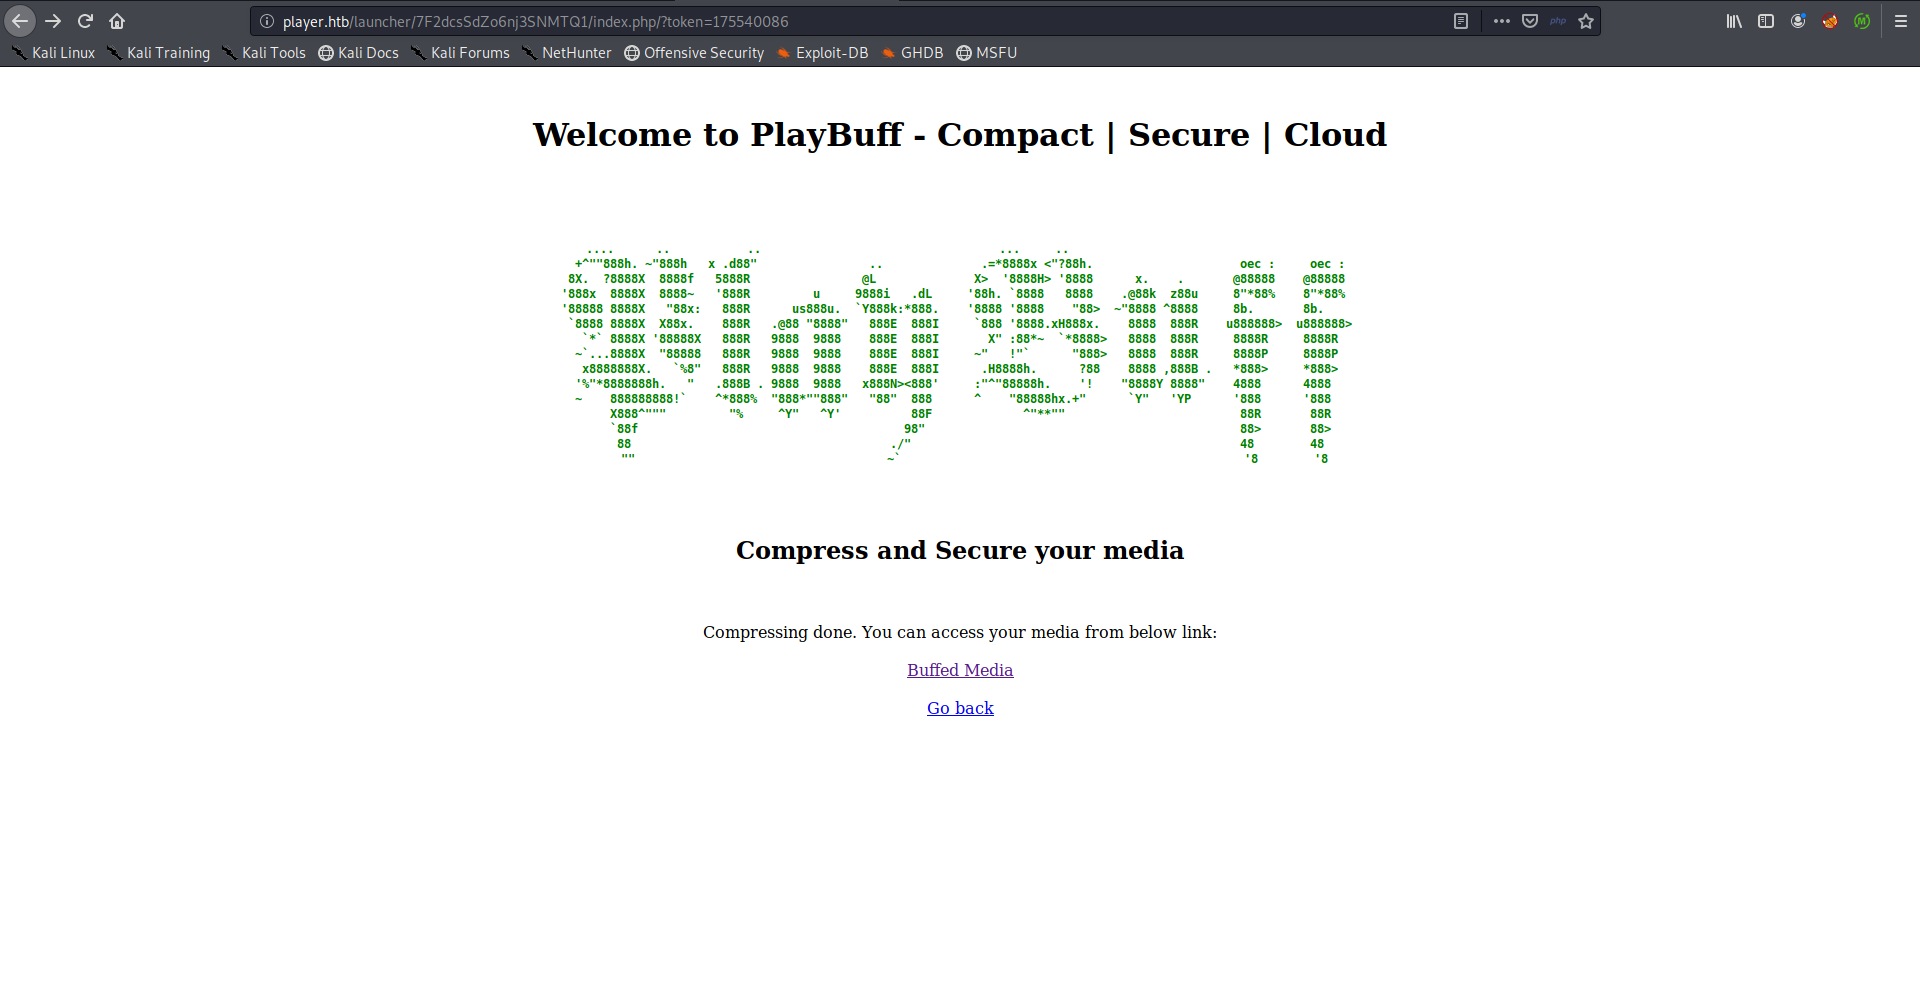 player.htb/launcher/7F2dcsSdZo6nj3SNMTQ1/index.php/?token=175540086
php
Kali Linux Kali Training Kali Tools Kali Docs Kali Forums NetHunter Offensive Security Exploit-DB GHDB MSFU
Welcome to PlayBuff - Compact | Secure | Cloud
PlayBuff
Compress and Secure your media
Compressing done. You can access your media from below link:
Buffed Media
Go back